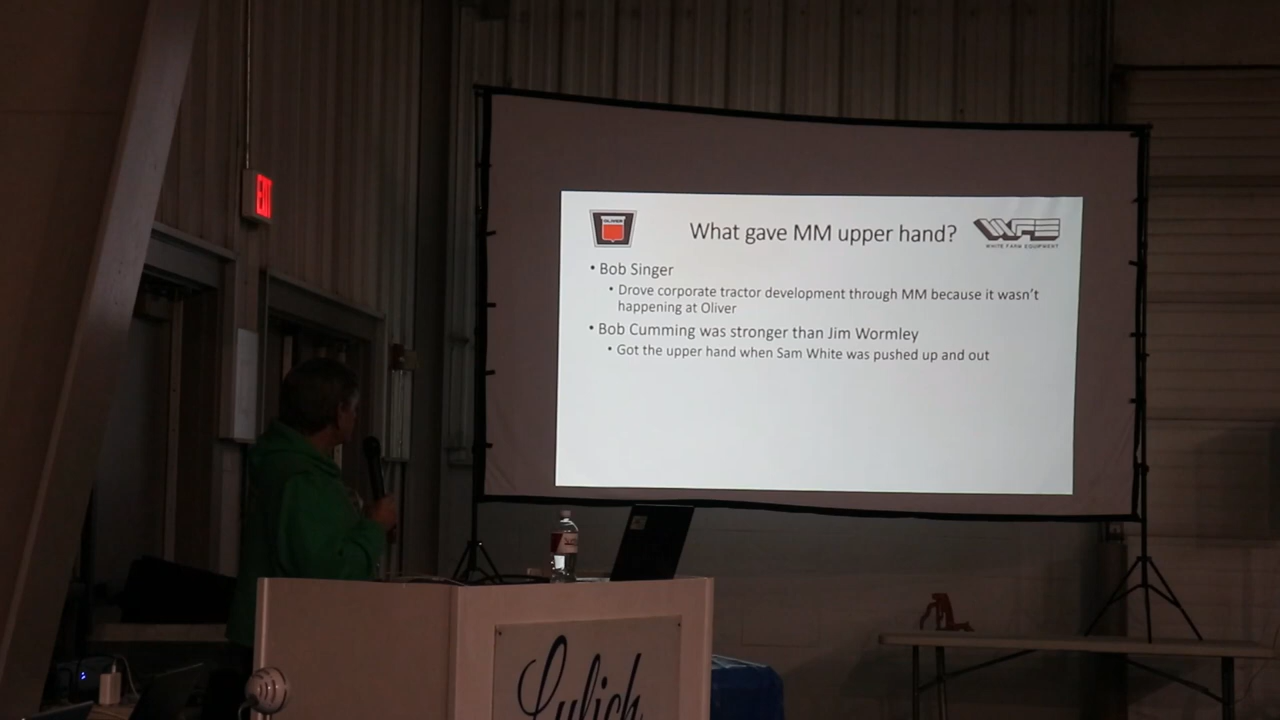 EXIT
OLIVER
What gave MM upper hand?
WFE
WHITE FARM EQUIPMENT
• Bob Singer
• Drove corporate tractor development through MM because it wasn't
happening at Oliver
• Bob Cumming was stronger than Jim Wormley
• Got the upper hand when Sam White was pushed up and out
Lulich